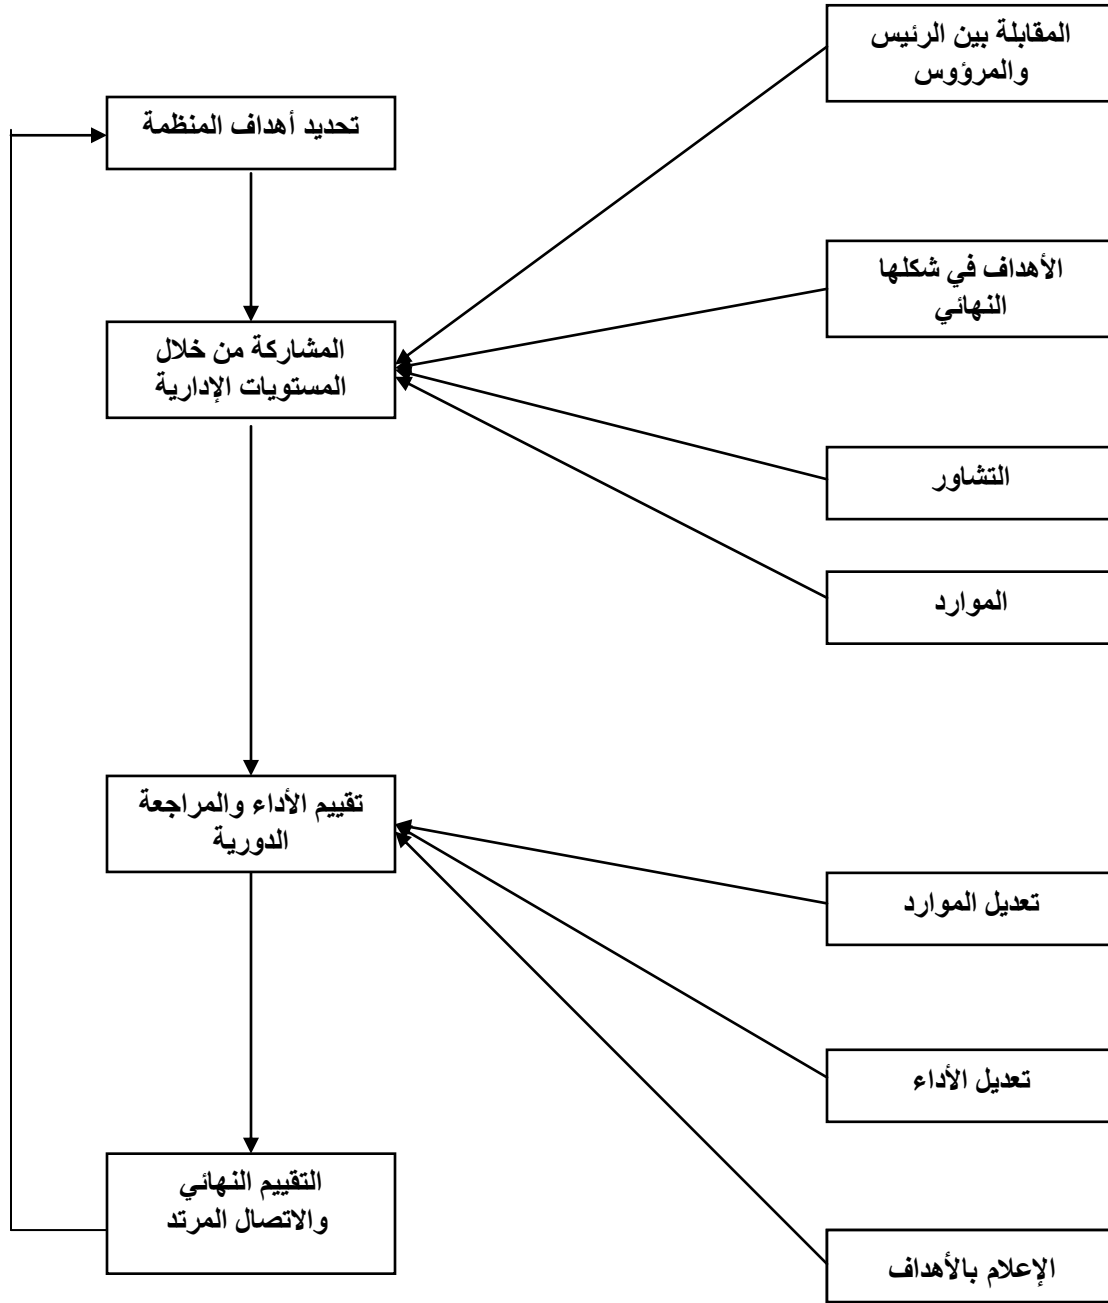 المقابلة بين الرئيس
والمرؤوس
تحديد أهداف المنظمة
الأهداف في شكلها
النهائي
المشاركة من خلال
المستويات الإدارية
التشاور
الموارد
تقييم الأداء والمراجعة
الدورية
تعديل الموارد
تعديل الأداء
التقييم النهائي
والاتصال المرتد
الإعلام بالأهداف